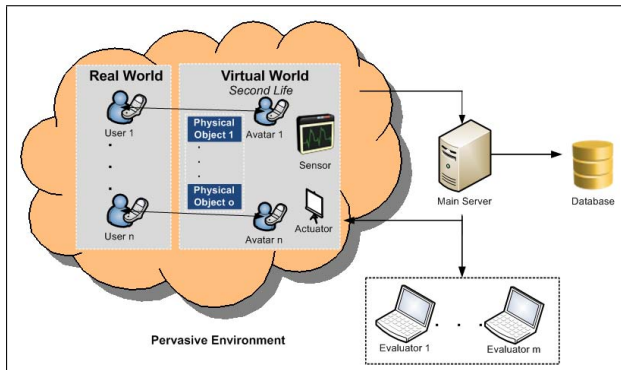 Real World
Virtual World
Second Life
User 1
Physical
Object 1
Avatar 1
Sensor
Physical
Object o
User n
Avatar n
Actuator
Main Server
Database
Pervasive Environment
Evaluator 1
Evaluator m